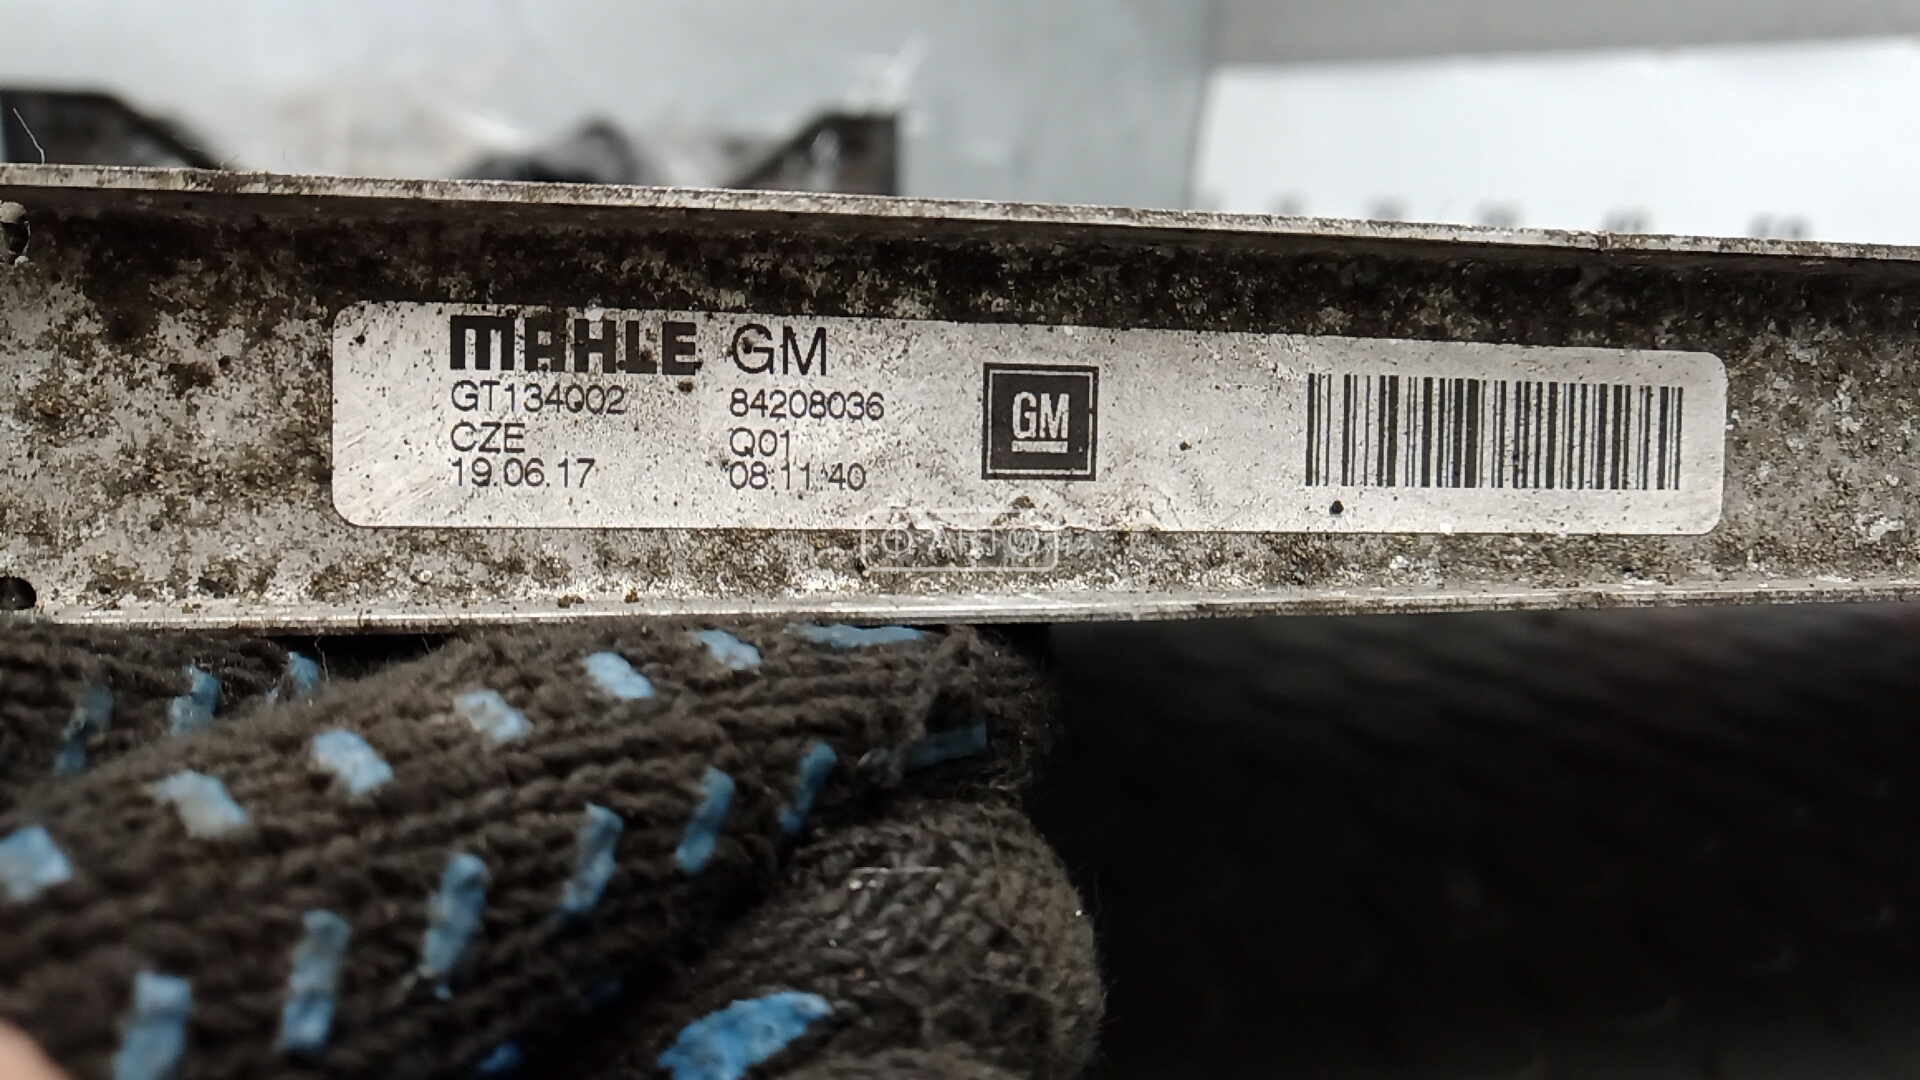 MAHLE GM
GT134002 84208036
CZE Q01
19.06.17 08:11:40
GM